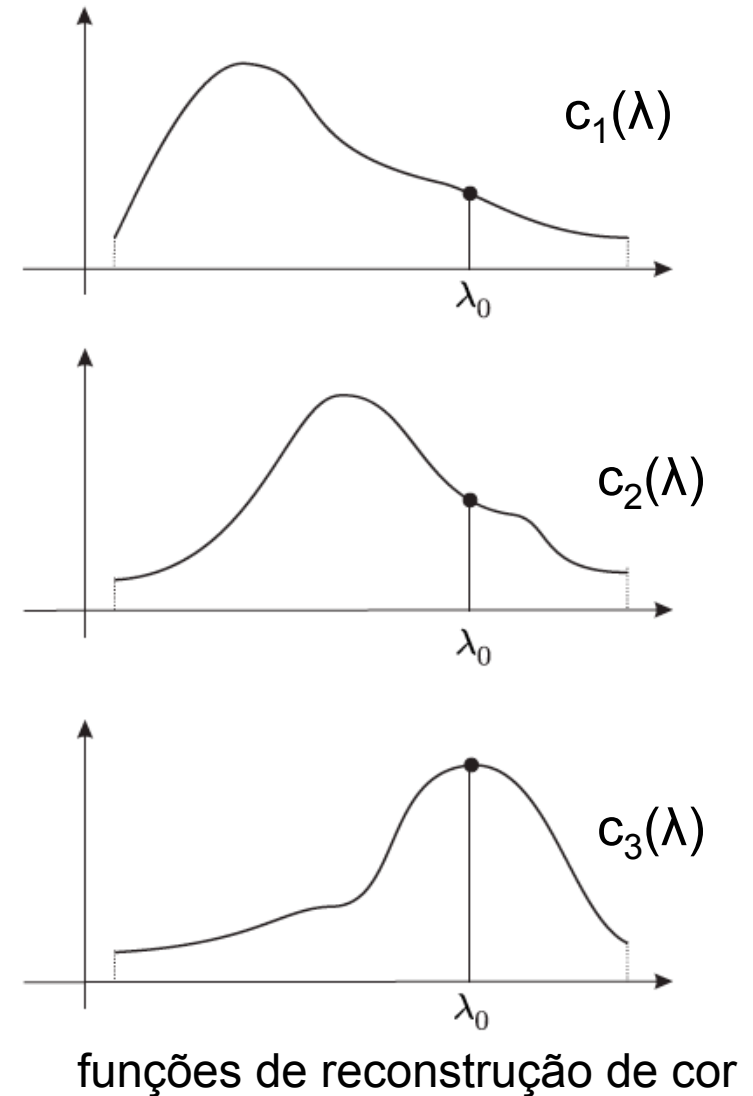 c₁(λ)
λ₀
c₂(λ)
λ₀
c₃(λ)
λ₀
funções de reconstrução de cor